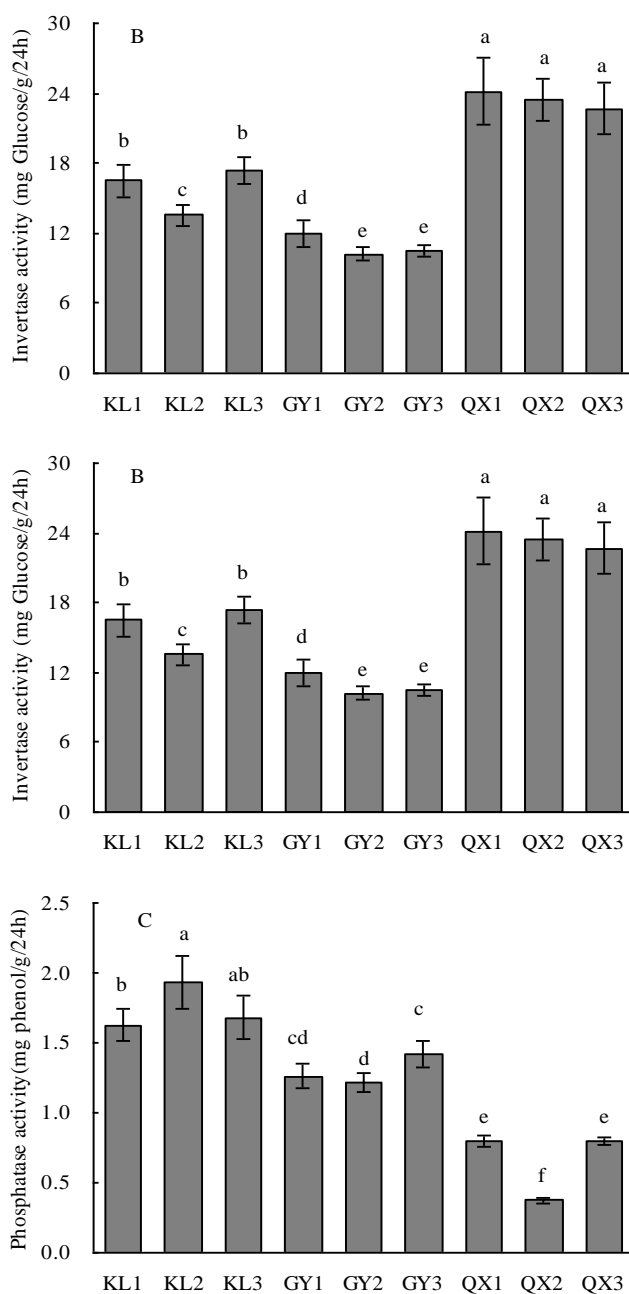 Invertase activity (mg Glucose/g/24h)
B
30
24
18
12
6
0
b
c
b
d
e
e
a
a
a
KL1 KL2 KL3 GY1 GY2 GY3 QX1 QX2 QX3
Invertase activity (mg Glucose/g/24h)
B
30
24
18
12
6
0
b
c
b
d
e
e
a
a
a
KL1 KL2 KL3 GY1 GY2 GY3 QX1 QX2 QX3
Phosphatase activity(mg phenol/g/24h)
C
2.5
2.0
1.5
1.0
0.5
0.0
b
a
ab
cd
d
c
e
f
e
KL1 KL2 KL3 GY1 GY2 GY3 QX1 QX2 QX3